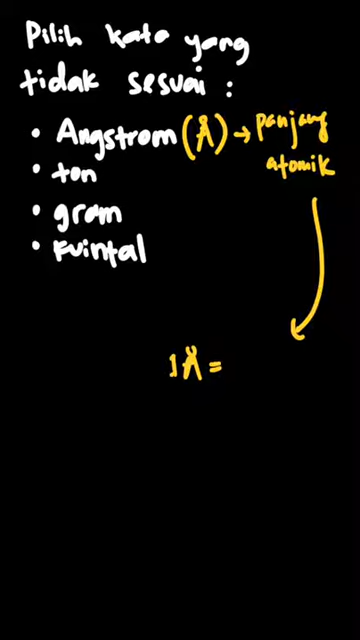 Pilih kata yang
tidak sesuai :
• Angstrom (Å) → panjang
atomik
• ton
• gram
• kuintal
1Å =